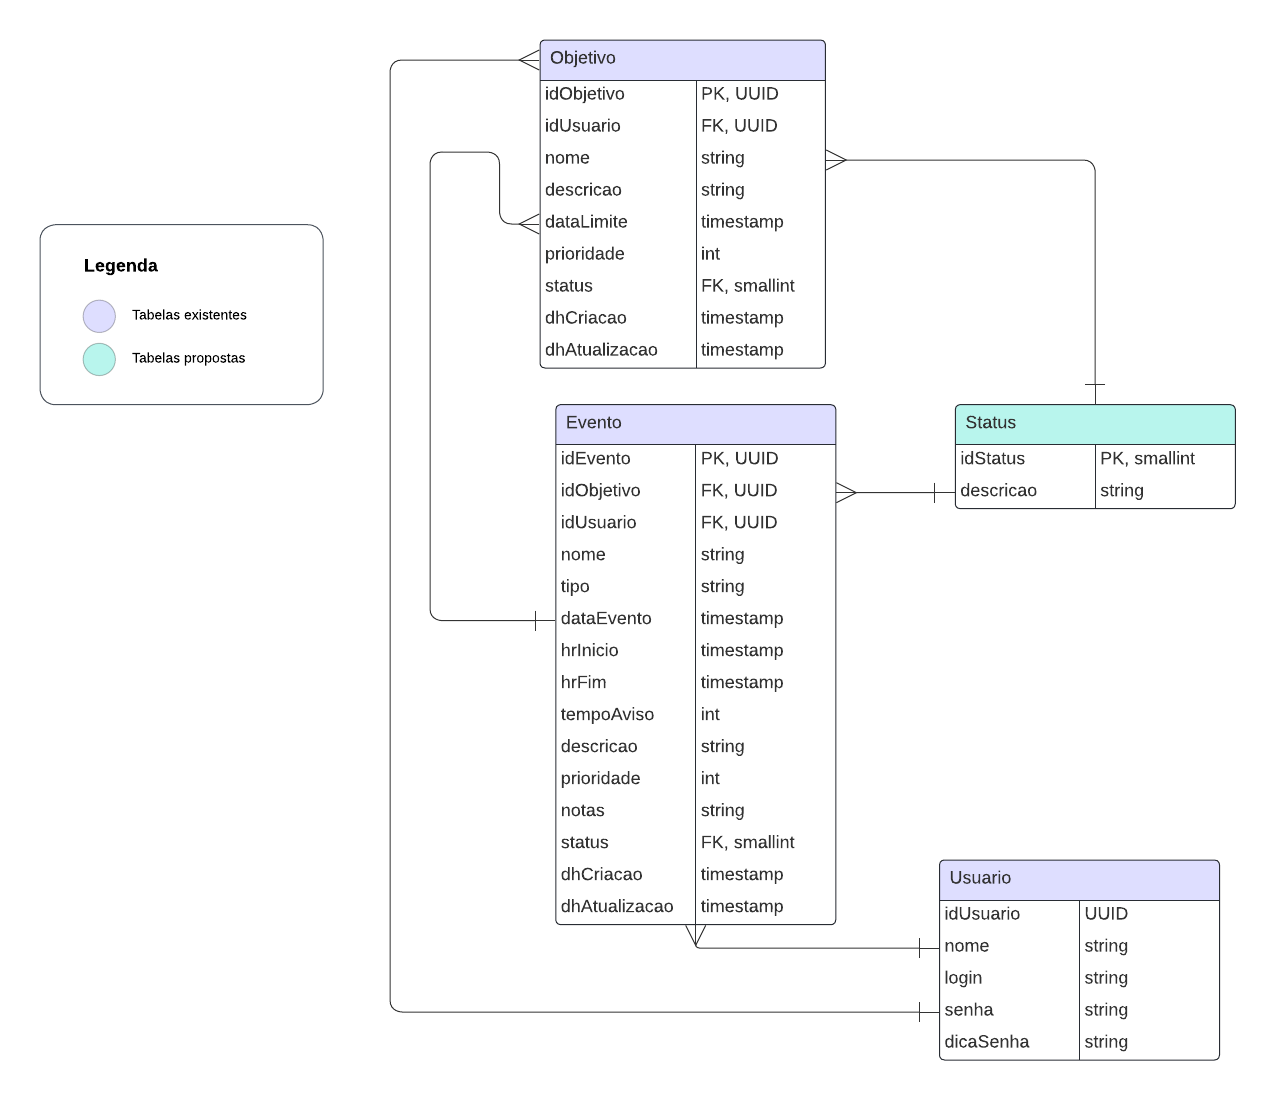 Objetivo
idObjetivo PK, UUID
idUsuario FK, UUID
nome string
descricao string
dataLimite timestamp
prioridade int
status FK, smallint
dhCriacao timestamp
dhAtualizacao timestamp
Legenda
Tabelas existentes
Tabelas propostas
Evento
idEvento PK, UUID
idObjetivo FK, UUID
idUsuario FK, UUID
nome string
tipo string
dataEvento timestamp
hrInicio timestamp
hrFim timestamp
tempoAviso int
descricao string
prioridade int
notas string
status FK, smallint
dhCriacao timestamp
dhAtualizacao timestamp
Status
idStatus PK, smallint
descricao string
Usuario
idUsuario UUID
nome string
login string
senha string
dicaSenha string